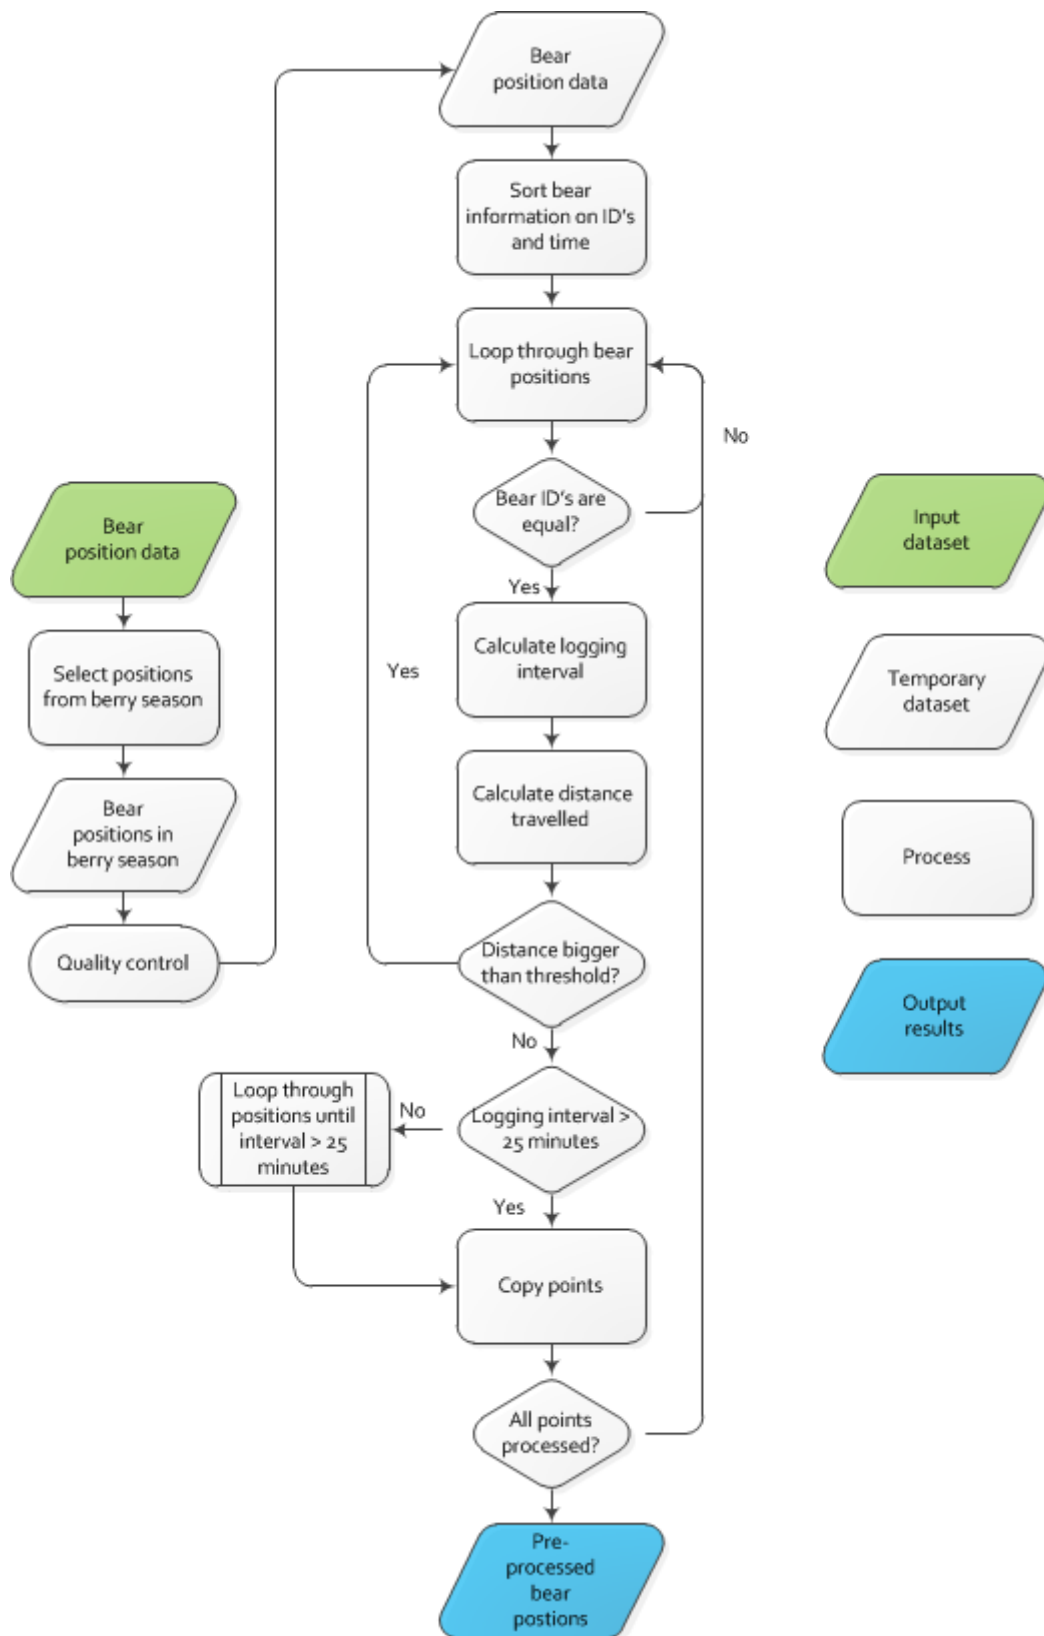 Bear
position data
Sort bear
information on ID's
and time
Loop through bear
positions
No
Bear ID's are
equal?
Yes
Calculate logging
interval
Yes
Calculate distance
travelled
Distance bigger
than threshold?
No
Logging interval >
25 minutes
No
Loop through
positions until
interval > 25
minutes
Yes
Copy points
All points
processed?
Pre-
processed
bear
postions
Bear
position data
Select positions
from berry season
Bear
positions in
berry season
Quality control
Input
dataset
Temporary
dataset
Process
Output
results